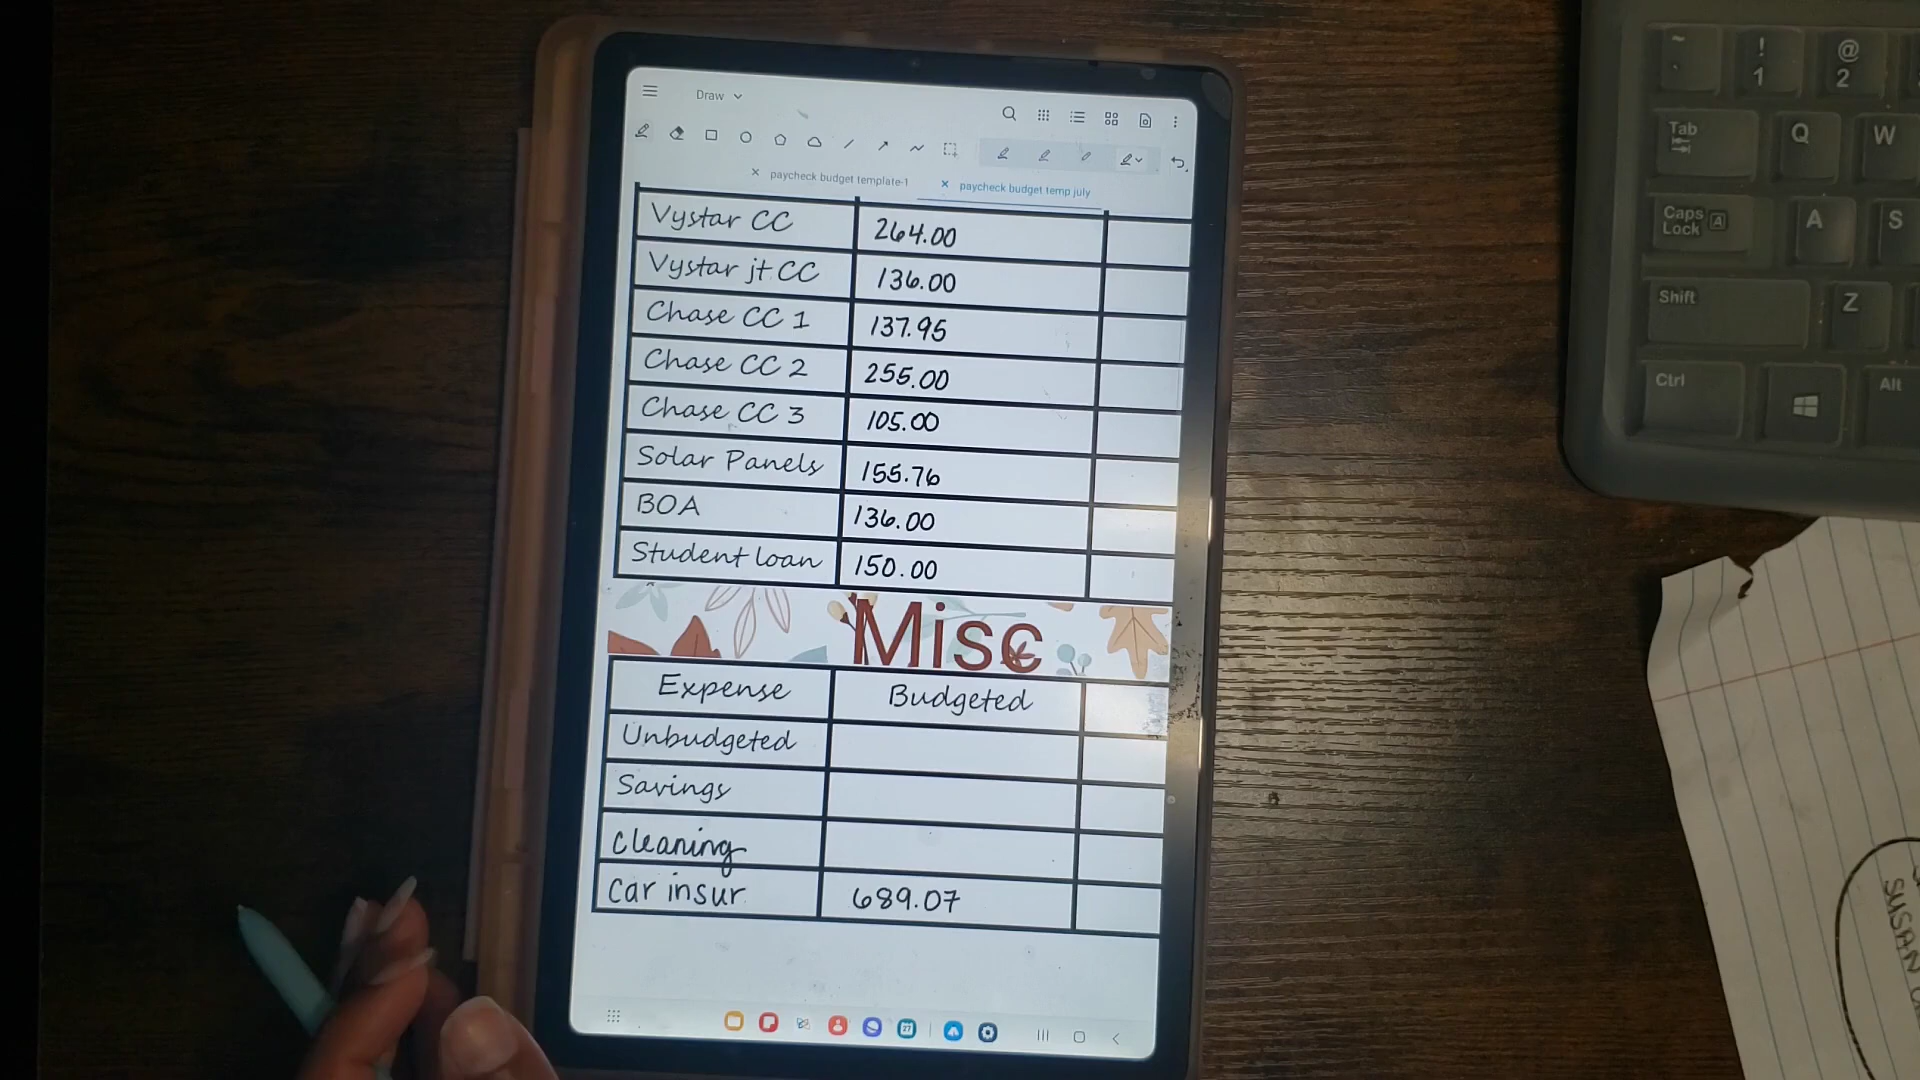 Draw
paycheck budget template-1
paycheck budget temp july
Vystar CC 264.00
Vystar jt CC 136.00
Chase CC 1 137.95
Chase CC 2 255.00
Chase CC 3 105.00
Solar Panels 155.76
BOA 136.00
Student loan 150.00
Misc
Expense Budgeted
Unbudgeted
Savings
Cleaning
Car insur. 689.07
27
~ ! 1 @ 2
Tab Q W
Caps Lock A A S
Shift Z
Ctrl Alt
SUSAN